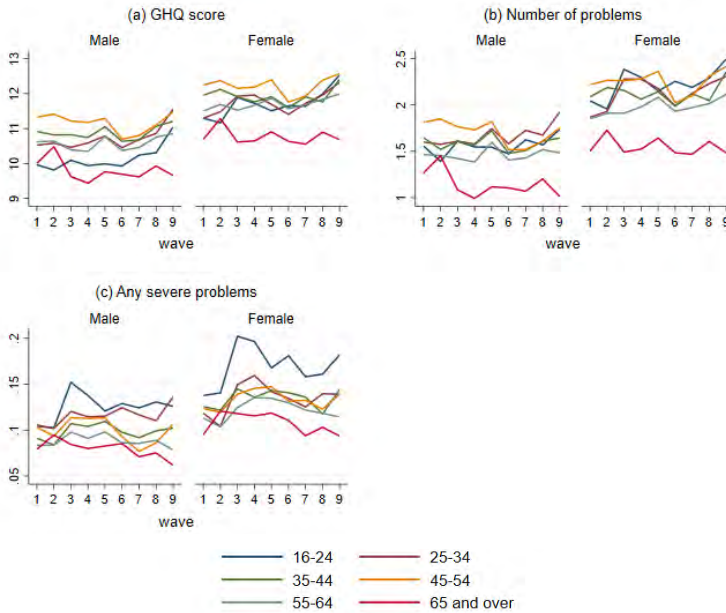 (a) GHQ score
Male
Female
13
12
11
10
9
1 2 3 4 5 6 7 8 9
1 2 3 4 5 6 7 8 9
wave
(b) Number of problems
Male
Female
2.5
2
1.5
1
1 2 3 4 5 6 7 8 9
1 2 3 4 5 6 7 8 9
wave
(c) Any severe problems
Male
Female
.2
.15
.1
.05
1 2 3 4 5 6 7 8 9
1 2 3 4 5 6 7 8 9
wave
16-24
25-34
35-44
45-54
55-64
65 and over